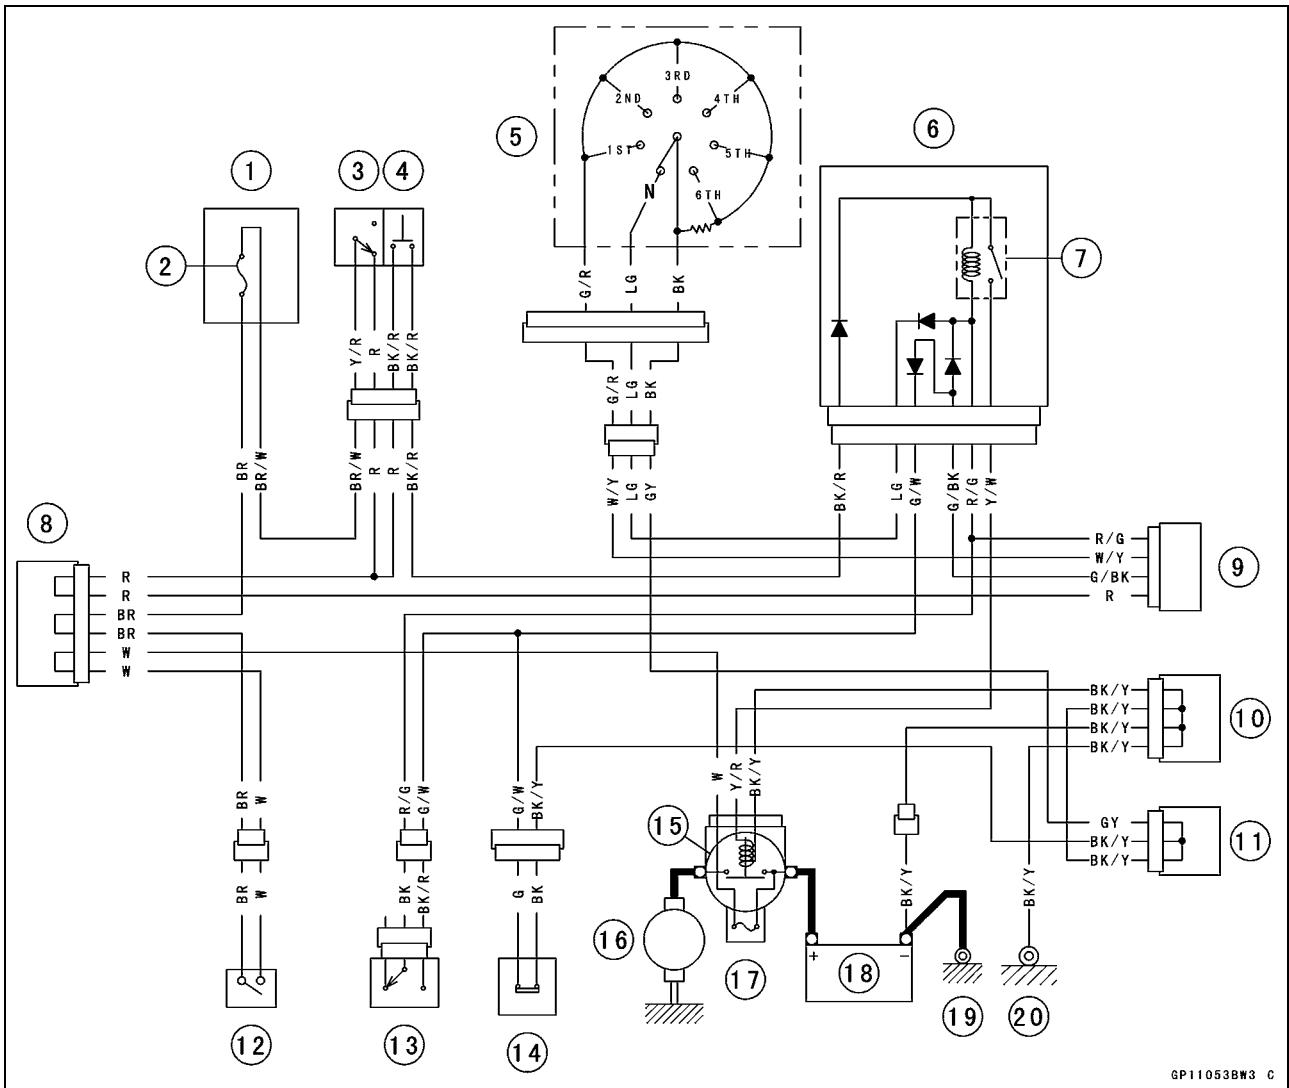 3RD
2ND
4TH
5
6
1ST
5TH
1
3
4
N
6TH
2
7
G/R
LG
BK
Y/R
R
BK/R
BK/R
G/R
LG
BK
BR
BR/W
BR/W
R
R
BK/R
W/Y
LG
GY
BK/R
LG
G/W
G/BK
R/G
Y/W
8
R/G
W/Y
9
R
G/BK
R
R
BR
BR
W
W
BK/Y
BK/Y
10
BK/Y
BK/Y
BR
W
R/G
G/W
G/W
BK/Y
W
Y/R
BK/Y
15
GY
BK/Y
11
BK/Y
BR
W
BK
BK/R
G
BK
BK/Y
BK/Y
16
17
+
18
-
19
20
12
13
14
GP11053BW3 C